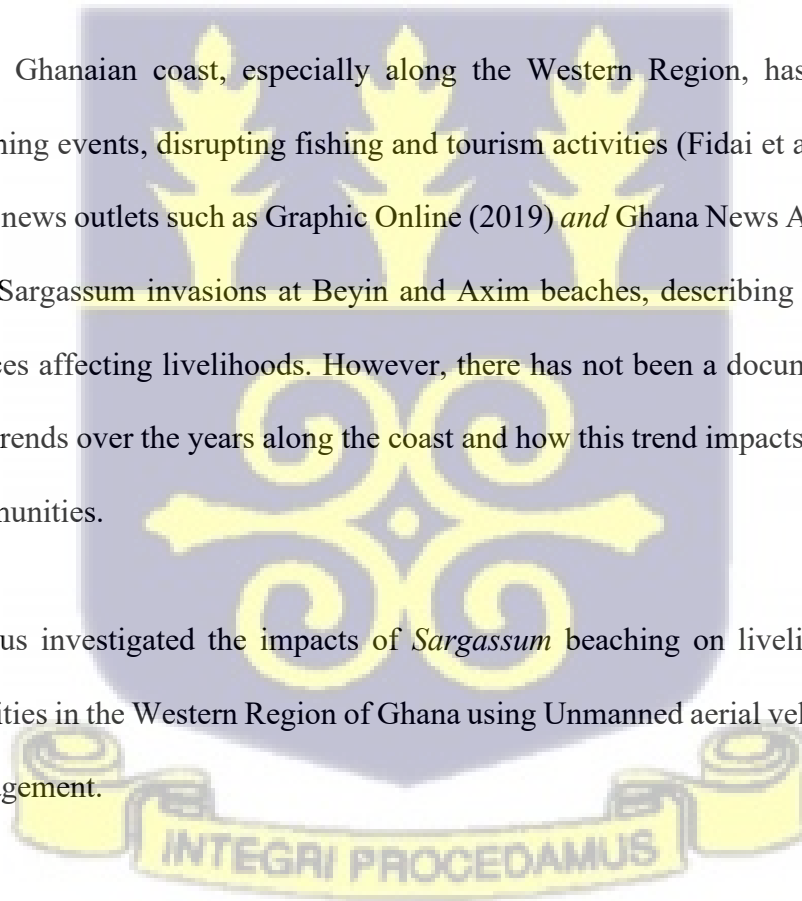 Ghanaian coast, especially along the Western Region, has
ning events, disrupting fishing and tourism activities (Fidai et a
news outlets such as Graphic Online (2019) and Ghana News A
Sargassum invasions at Beyin and Axim beaches, describing
ces affecting livelihoods. However, there has not been a docum
trends over the years along the coast and how this trend impacts
munities.
us investigated the impacts of Sargassum beaching on liveli
ities in the Western Region of Ghana using Unmanned aerial vel
gement.
INTEGRI PROCEDAMUS